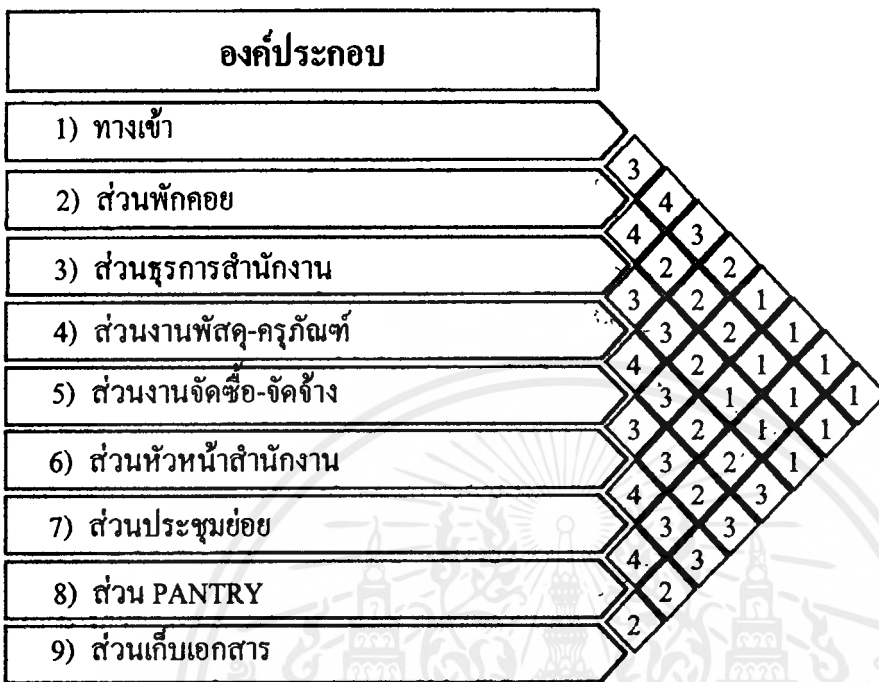 องค์ประกอบ
1) ทางเข้า
3
2) ส่วนพักคอย 4
4 3
3) ส่วนธุรการสำนักงาน 2 2
3 2 1
4) ส่วนงานพัสดุ-ครุภัณฑ์ 3 2 1
4 2 1 1
5) ส่วนงานจัดซื้อ-จัดจ้าง 3 1 1 1
3 2 1 1
6) ส่วนหัวหน้าสำนักงาน 3 2 1
4 2 3
7) ส่วนประชุมย่อย 3 3
4 3
8) ส่วน PANTRY 2
2
9) ส่วนเก็บเอกสาร